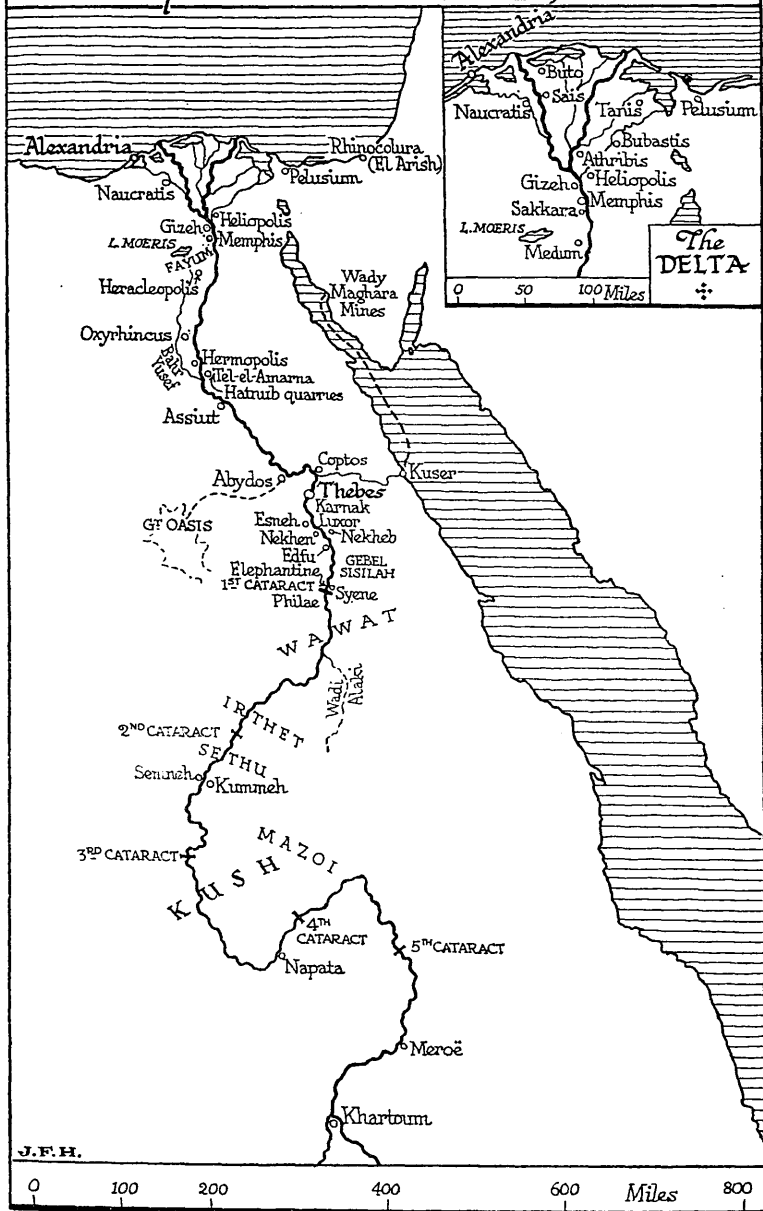 Alexandria
Rhinocolura
(El Arish)
Pelusium
Naucratis
Heliopolis
Gizeh
Memphis
L. MOERIS
FAYUM
Heracleopolis
Wady
Maghara
Mines
Oxyrhincus
Bahr
Yusef
Hermopolis
Tel-el-Amarna
Hatnub quarries
Assiut
Coptos
Abydos
Kuser
Thebes
Karnak
GT OASIS
Esneh
Luxor
Nekhen
Nekheb
Edfu
GEBEL
SISILAH
Elephantine
1ST CATARACT
Syene
Philae
WAWAT
Wadi
Alaki
IRTHET
2ND CATARACT
SETHU
Semneh
Kummeh
MAZOI
3RD CATARACT
KUSH
4TH
CATARACT
5TH CATARACT
Napata
Meroë
Khartoum
J.F.H.
0 100 200 400 600 Miles 800
Alexandria
Buto
Sais
Naucratis
Tanis
Pelusium
Bubastis
Athribis
Gizeh
Heliopolis
Memphis
Sakkara
L. MOERIS
Medum
The
DELTA
0 50 100 Miles